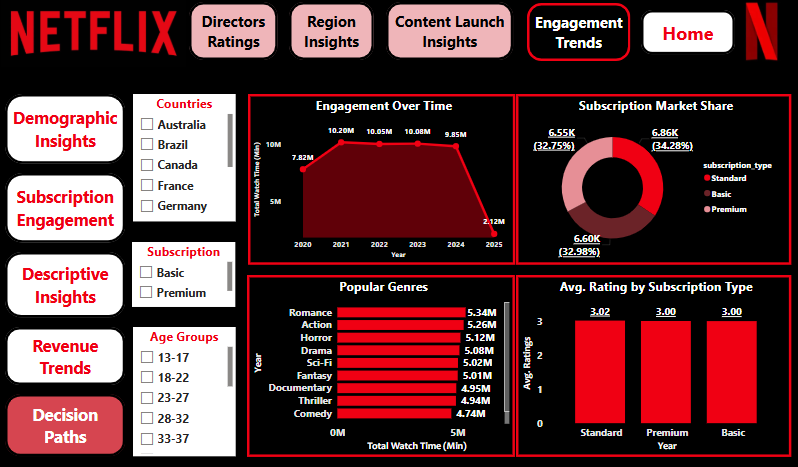 NETFLIX
Directors
Ratings
Region
Insights
Content Launch
Insights
Engagement
Trends
Home
Demographic
Insights
Subscription
Engagement
Descriptive
Insights
Revenue
Trends
Decision
Paths
Countries
Australia
Brazil
Canada
France
Germany
Subscription
Basic
Premium
Age Groups
13-17
18-22
23-27
28-32
33-37
Engagement Over Time
Total Watch Time (Min)
10M
5M
7.82M
10.20M
10.05M
10.08M
9.85M
2.12M
2020
2021
2022
2023
2024
2025
Year
Subscription Market Share
6.55K
(32.75%)
6.86K
(34.28%)
6.60K
(32.98%)
subscription_type
Standard
Basic
Premium
Popular Genres
Year
Romance 5.34M
Action 5.26M
Horror 5.12M
Drama 5.08M
Sci-Fi 5.02M
Fantasy 5.01M
Documentary 4.95M
Thriller 4.94M
Comedy 4.74M
0M 5M
Total Watch Time (Min)
Avg. Rating by Subscription Type
Avg. Ratings
3
2
1
0
3.02 3.00 3.00
Standard Premium Basic
Year